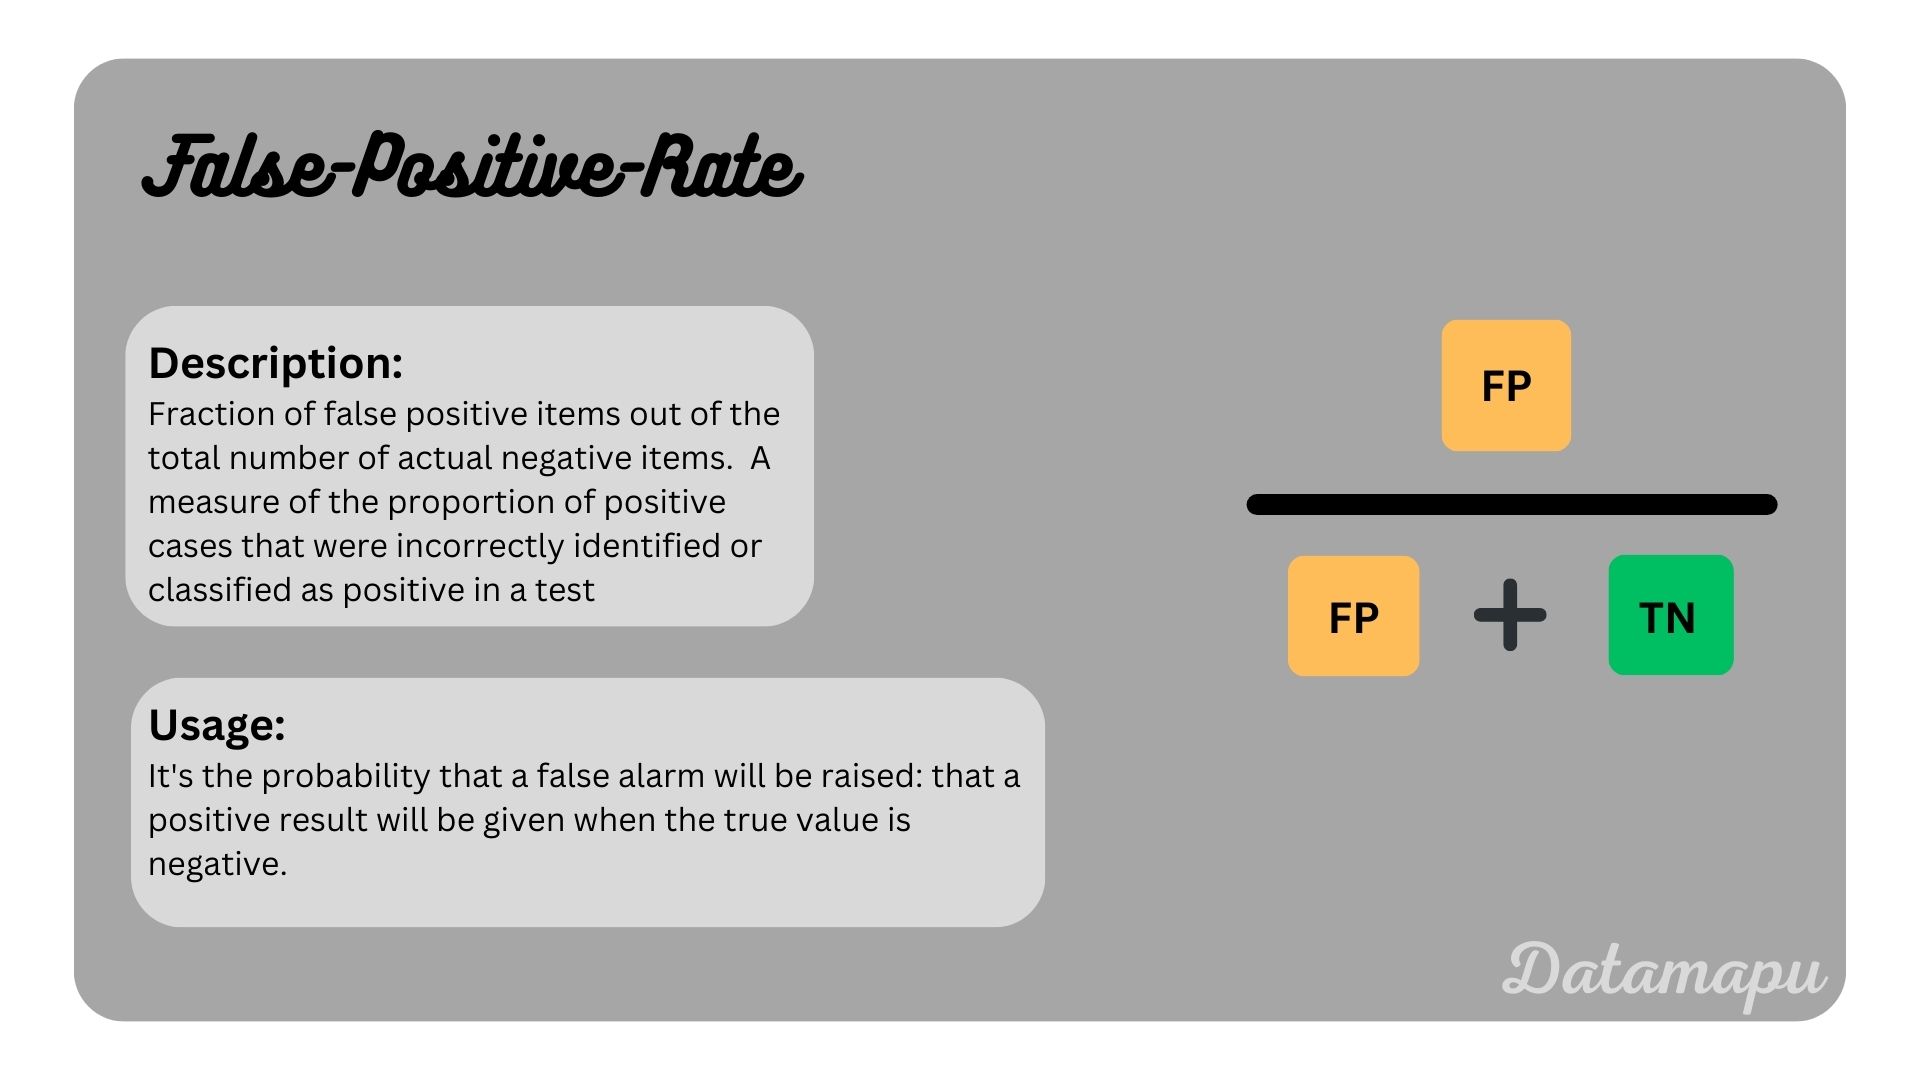 False-Positive-Rate
Description:
Fraction of false positive items out of the
total number of actual negative items.  A
measure of the proportion of positive
cases that were incorrectly identified or
classified as positive in a test
FP
FP + TN
Usage:
It's the probability that a false alarm will be raised: that a
positive result will be given when the true value is
negative.
Datamapu